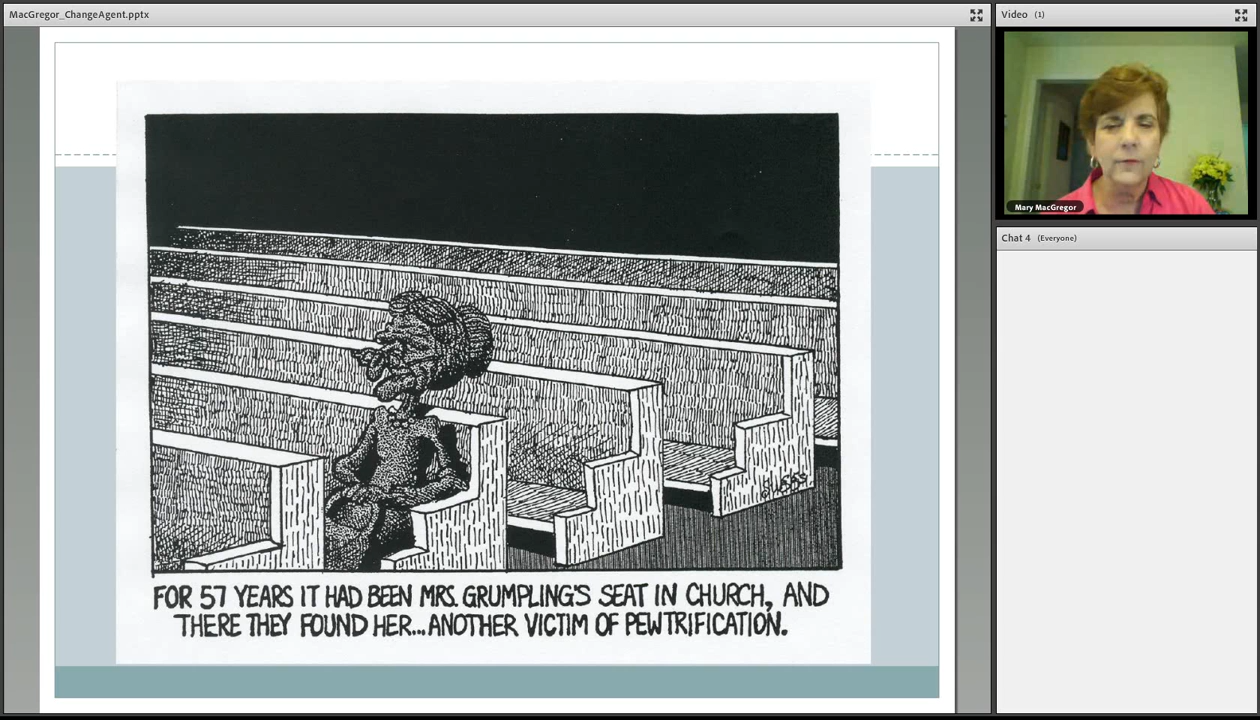 MacGregor_ChangeAgent.pptx
Video (1)
Mary MacGregor
Chat 4 (Everyone)
FOR 57 YEARS IT HAD BEEN MRS. GRUMPLING'S SEAT IN CHURCH, AND
THERE THEY FOUND HER...ANOTHER VICTIM OF PEWTRIFICATION.